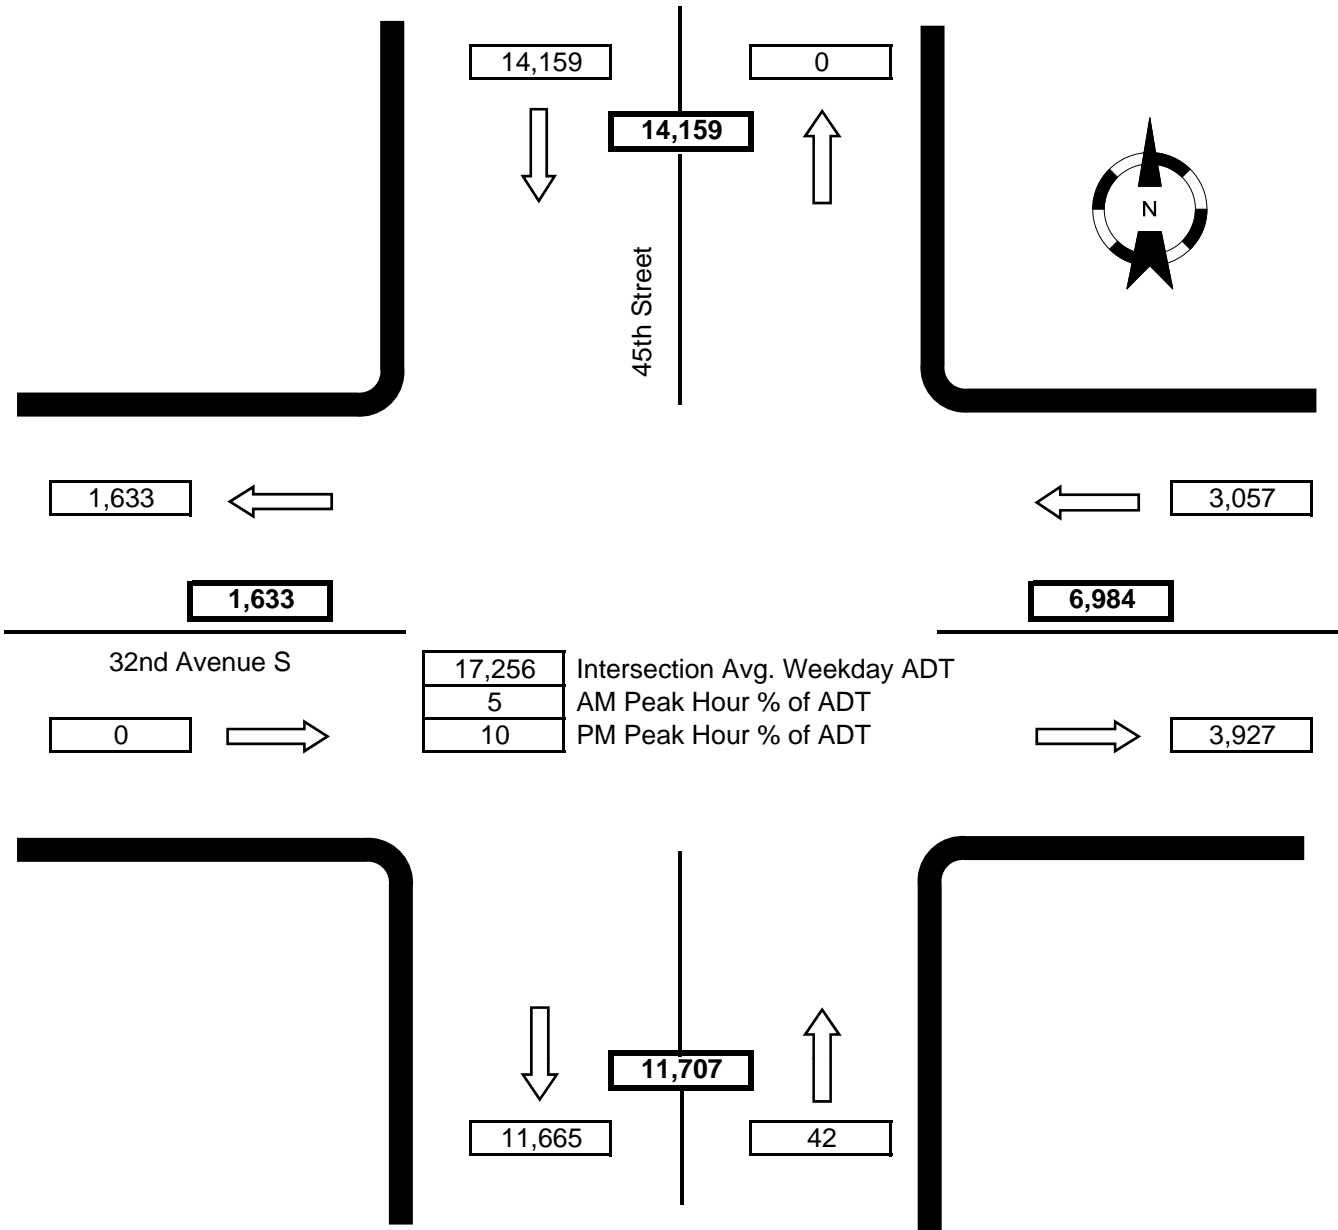 14,159
0
14,159
N
45th Street
1,633
3,057
1,633
6,984
32nd Avenue S
17,256 Intersection Avg. Weekday ADT
5 AM Peak Hour % of ADT
10 PM Peak Hour % of ADT
0
3,927
11,707
11,665
42